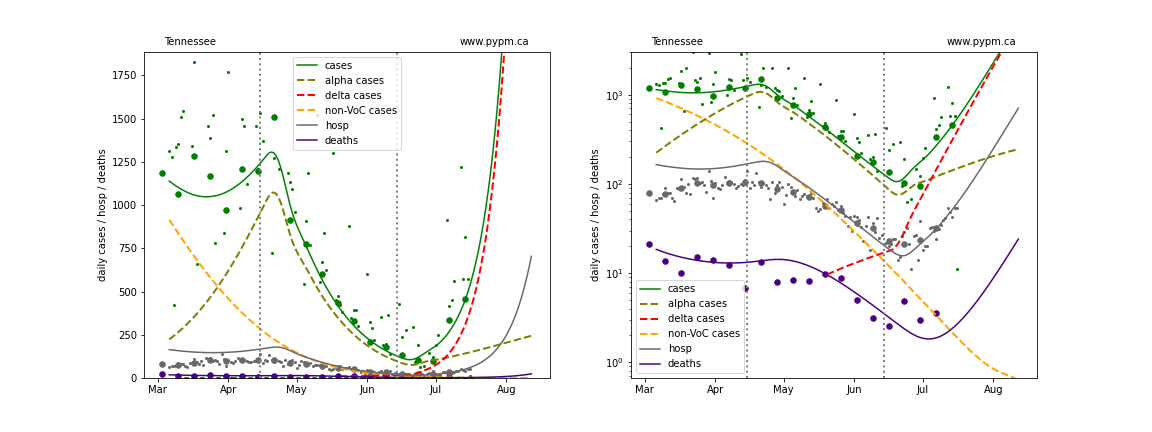 Tennessee www.pypm.ca
daily cases / hosp / deaths
1750
1500
1250
1000
750
500
250
0
Mar Apr May Jun Jul Aug
cases
alpha cases
delta cases
non-VoC cases
hosp
deaths
Tennessee www.pypm.ca
daily cases / hosp / deaths
10³
10²
10¹
10⁰
Mar Apr May Jun Jul Aug
cases
alpha cases
delta cases
non-VoC cases
hosp
deaths